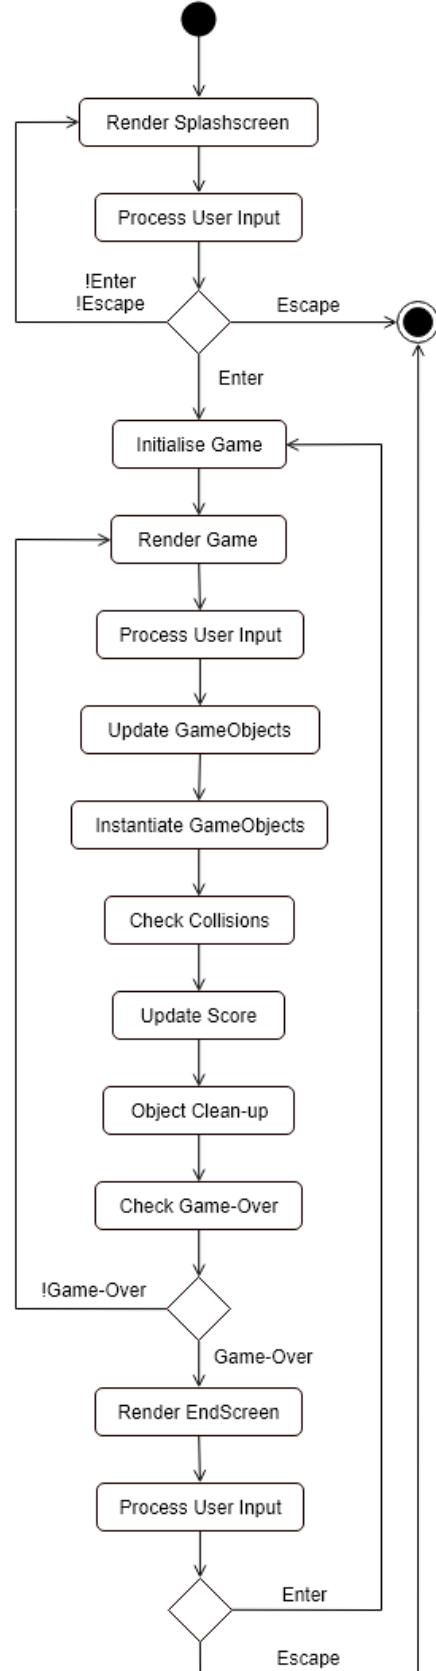 Render Splashscreen
Process User Input
!Enter
!Escape
Escape
Enter
Initialise Game
Render Game
Process User Input
Update GameObjects
Instantiate GameObjects
Check Collisions
Update Score
Object Clean-up
Check Game-Over
!Game-Over
Game-Over
Render EndScreen
Process User Input
Enter
Escape